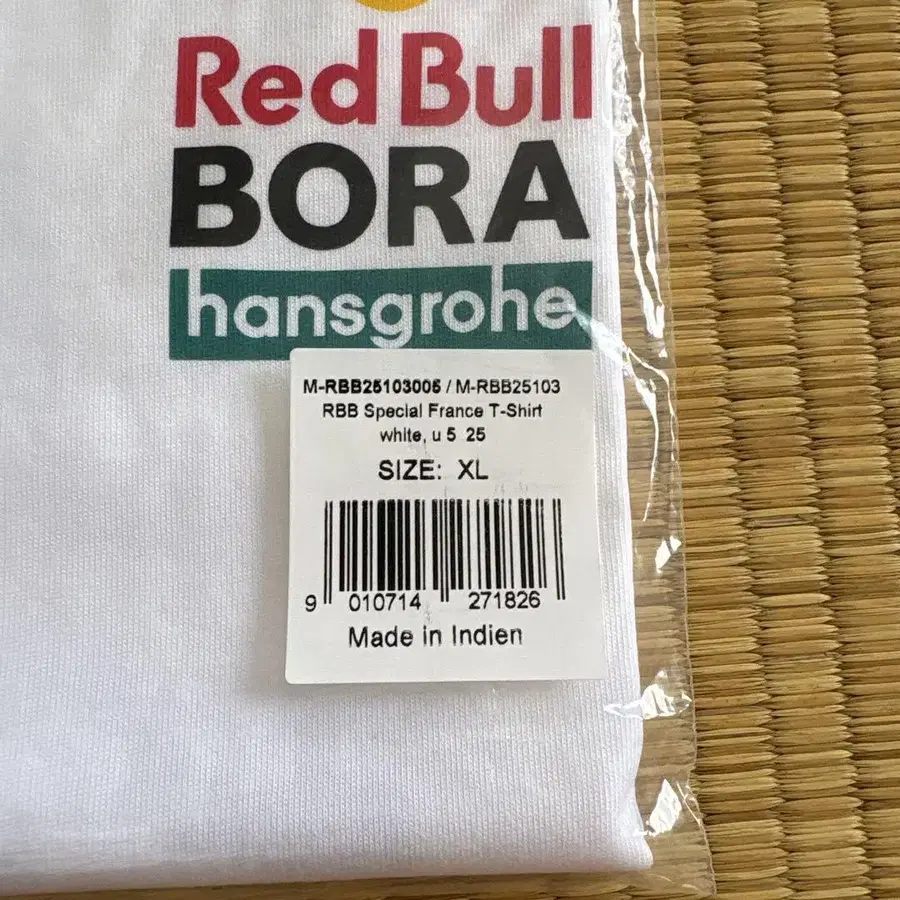 Red Bull
BORA
hansgrohe
M-RBB25103005 / M-RBB25103
RBB Special France T-Shirt
white, u 5 25
SIZE: XL
9 010714 271826
Made in Indien